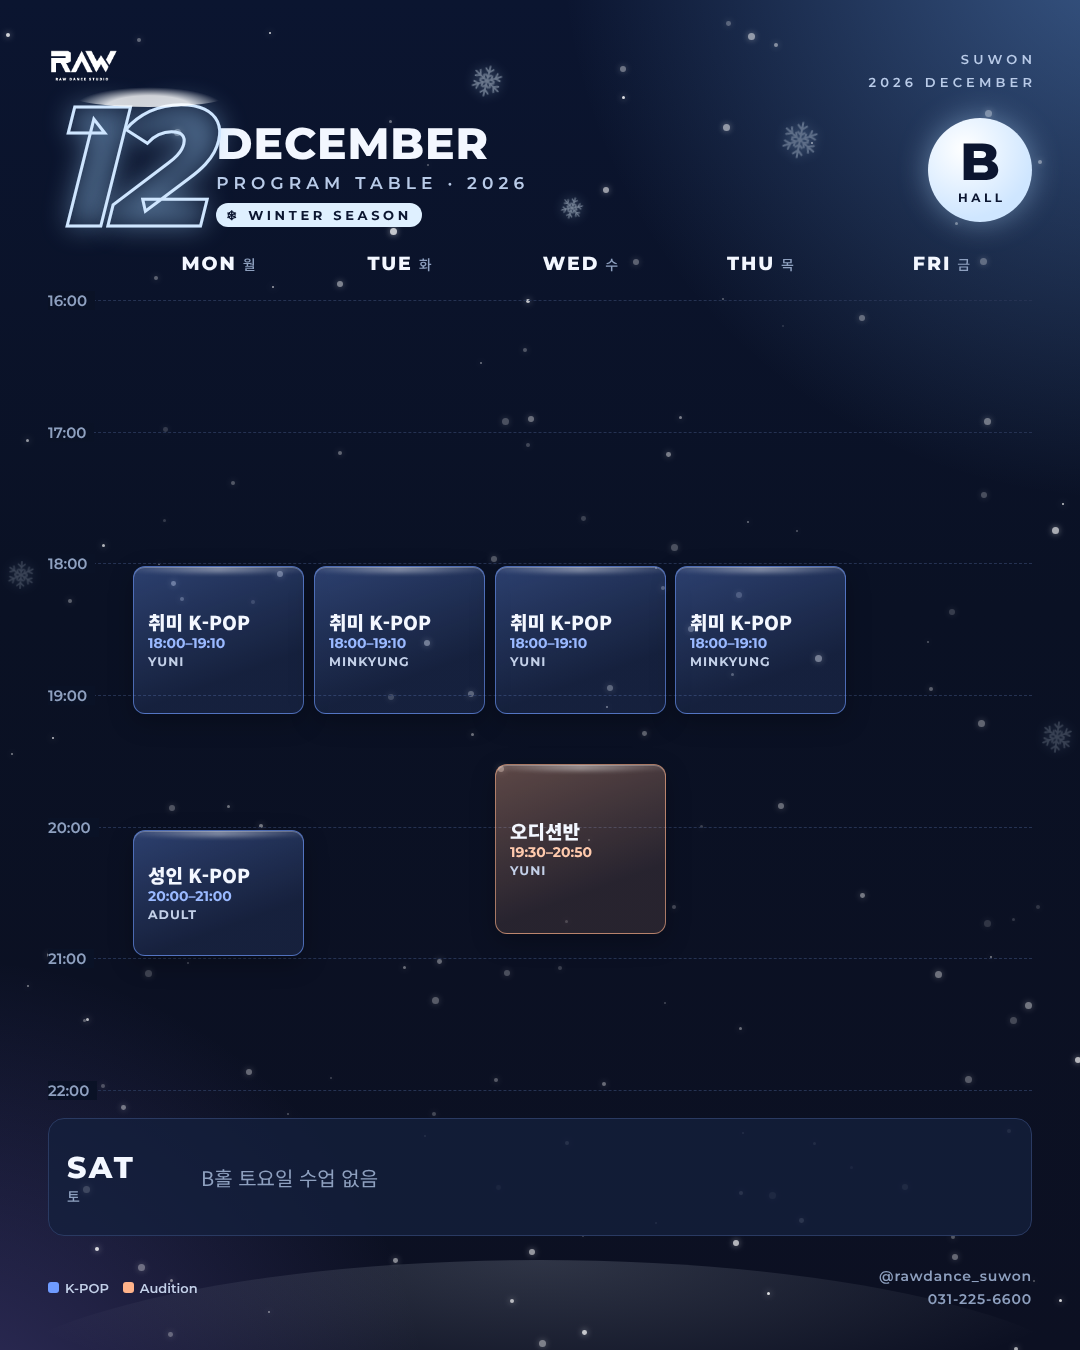 RAW
RAW DANCE STUDIO
SUWON
2026 DECEMBER
12
DECEMBER
PROGRAM TABLE · 2026
❄ WINTER SEASON
B
HALL
MON 월 TUE 화 WED 수 THU 목 FRI 금
16:00
17:00
18:00
취미 K-POP
18:00–19:10
YUNI
취미 K-POP
18:00–19:10
MINKYUNG
취미 K-POP
18:00–19:10
YUNI
취미 K-POP
18:00–19:10
MINKYUNG
19:00
오디션반
19:30–20:50
YUNI
20:00
성인 K-POP
20:00–21:00
ADULT
21:00
22:00
SAT
토
B홀 토요일 수업 없음
K-POP Audition
@rawdance_suwon
031-225-6600